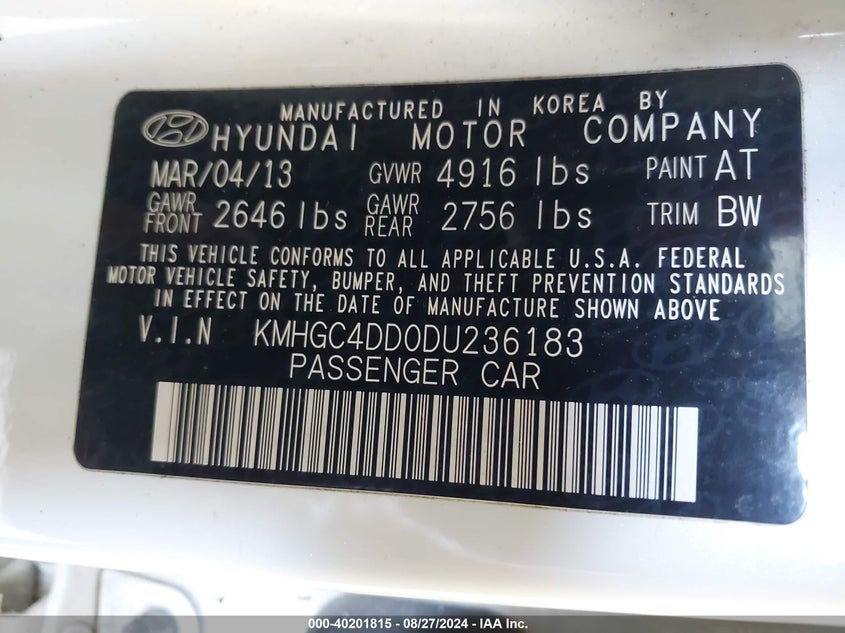 MANUFACTURED IN KOREA BY
HYUNDAI MOTOR COMPANY
MAR/04/13 GVWR 4916 lbs PAINT AT
GAWR FRONT 2646 lbs GAWR REAR 2756 lbs TRIM BW
THIS VEHICLE CONFORMS TO ALL APPLICABLE U.S.A. FEDERAL
MOTOR VEHICLE SAFETY, BUMPER, AND THEFT PREVENTION STANDARDS
IN EFFECT ON THE DATE OF MANUFACTURE SHOWN ABOVE
V.I.N KMHGC4DD0DU236183
PASSENGER CAR
000-40201815 - 08/27/2024 - IAA Inc.